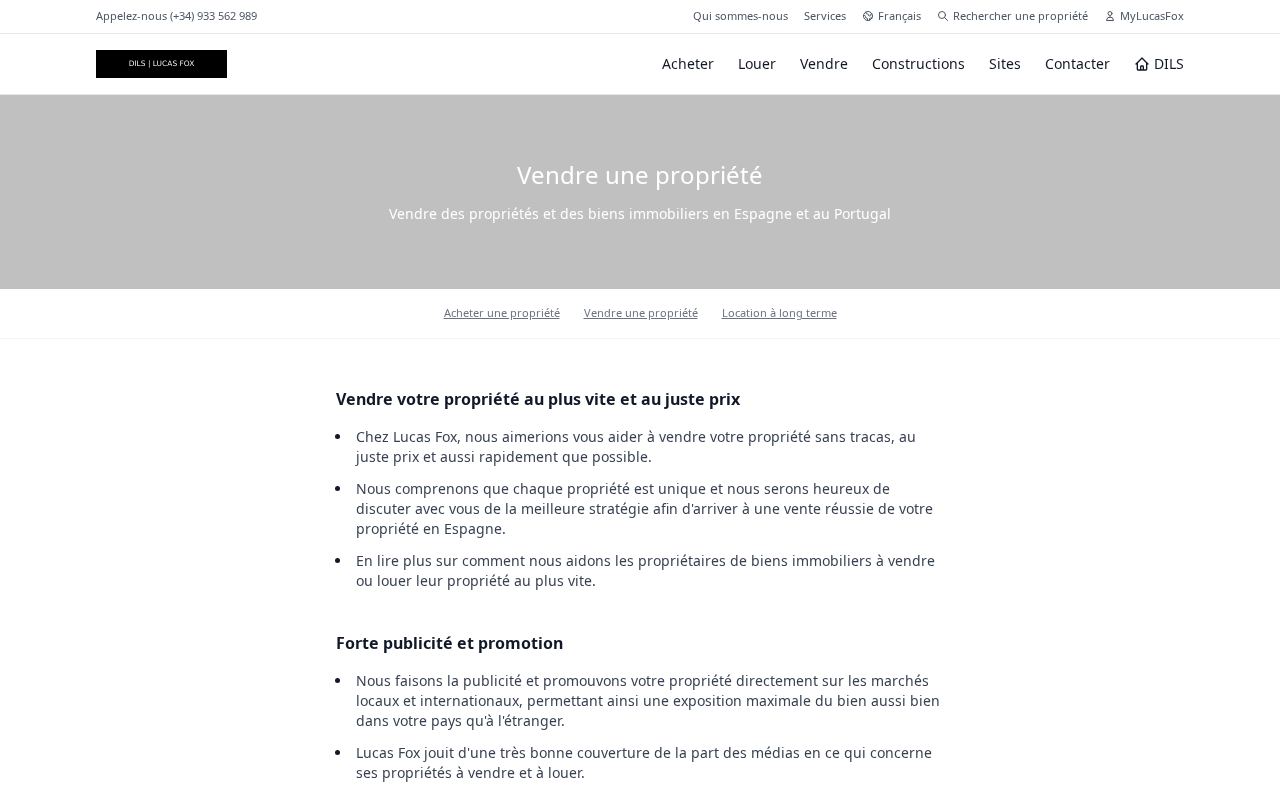 Appelez-nous (+34) 933 562 989
Qui sommes-nous Services Français Rechercher une propriété MyLucasFox
DILS | LUCAS FOX
Acheter Louer Vendre Constructions Sites Contacter DILS
Vendre une propriété
Vendre des propriétés et des biens immobiliers en Espagne et au Portugal
Acheter une propriété Vendre une propriété Location à long terme
Vendre votre propriété au plus vite et au juste prix
Chez Lucas Fox, nous aimerions vous aider à vendre votre propriété sans tracas, au
juste prix et aussi rapidement que possible.
Nous comprenons que chaque propriété est unique et nous serons heureux de
discuter avec vous de la meilleure stratégie afin d'arriver à une vente réussie de votre
propriété en Espagne.
En lire plus sur comment nous aidons les propriétaires de biens immobiliers à vendre
ou louer leur propriété au plus vite.
Forte publicité et promotion
Nous faisons la publicité et promouvons votre propriété directement sur les marchés
locaux et internationaux, permettant ainsi une exposition maximale du bien aussi bien
dans votre pays qu'à l'étranger.
Lucas Fox jouit d'une très bonne couverture de la part des médias en ce qui concerne
ses propriétés à vendre et à louer.